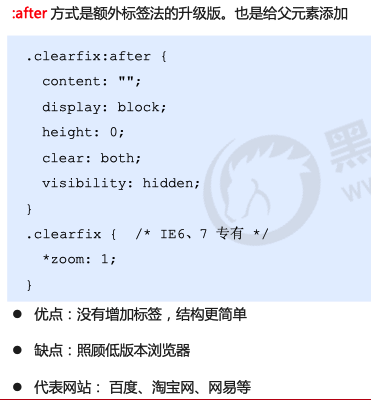 :after 方式是额外标签法的升级版。也是给父元素添加
.clearfix:after {
content: "";
display: block;
height: 0;
clear: both;
visibility: hidden;
}
.clearfix { /* IE6、7 专有 */
*zoom: 1;
}
● 优点：没有增加标签，结构更简单
● 缺点：照顾低版本浏览器
● 代表网站： 百度、淘宝网、网易等
黑